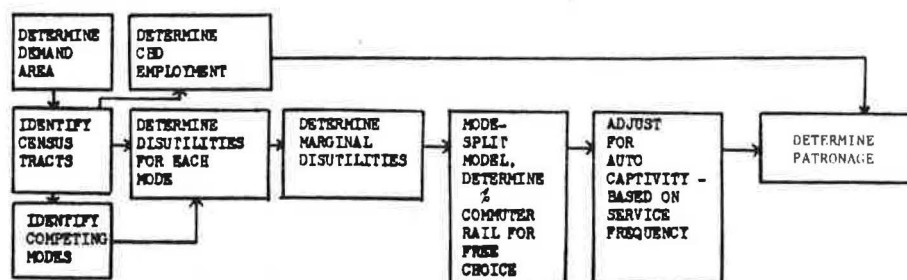 DETERMINE
DEMAND
AREA
DETERMINE
CBD
EMPLOYMENT
IDENTIFY
CENSUS
TRACTS
DETERMINE
DISUTILITIES
FOR EACH
MODE
DETERMINE
MARGINAL
DISUTILITIES
MODE-
SPLIT
MODEL,
DETERMINE
%
COMMUTER
RAIL FOR
FREE
CHOICE
ADJUST
FOR
AUTO
CAPTIVITY -
BASED ON
SERVICE
FREQUENCY
DETERMINE
PATRONAGE
IDENTIFY
COMPETING
MODES